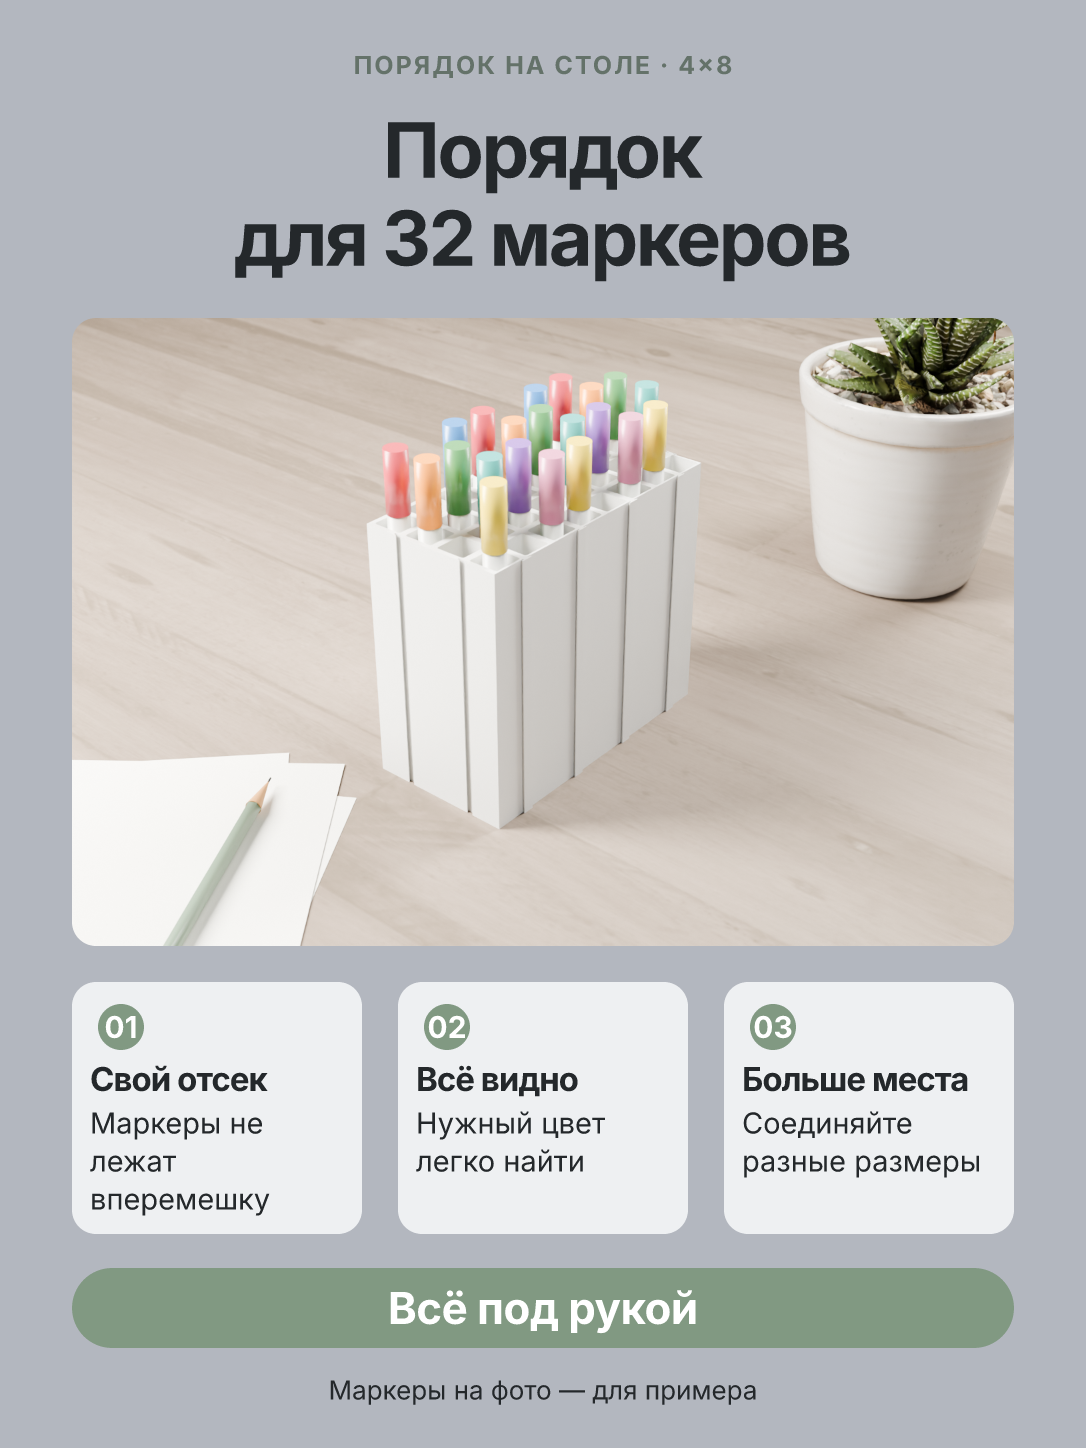 ПОРЯДОК НА СТОЛЕ · 4×8
Порядок
для 32 маркеров
01
Свой отсек
Маркеры не
лежат
вперемешку
02
Всё видно
Нужный цвет
легко найти
03
Больше места
Соединяйте
разные размеры
Всё под рукой
Маркеры на фото — для примера